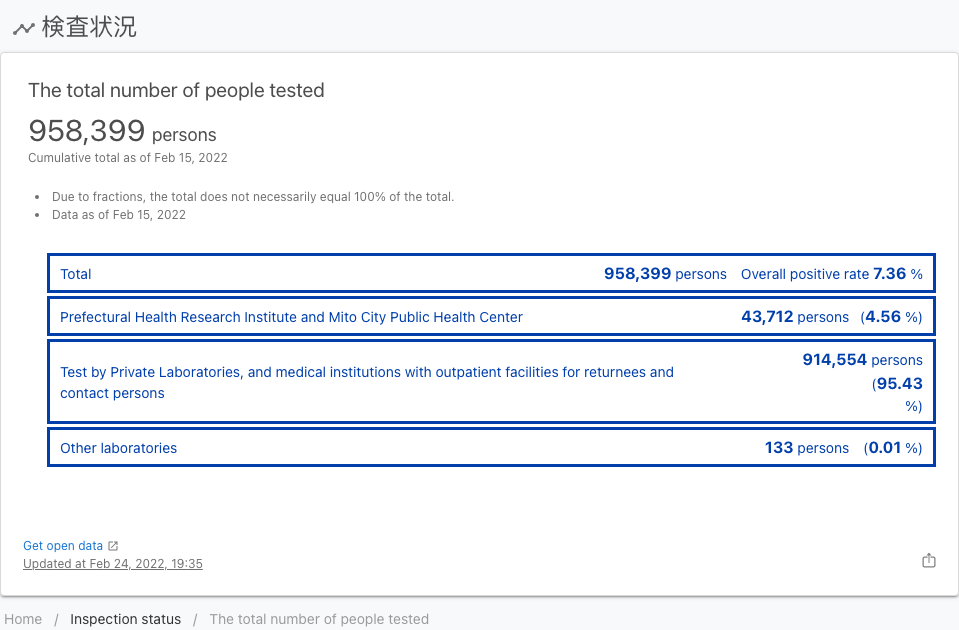 検査状況
The total number of people tested
958,399 persons
Cumulative total as of Feb 15, 2022
• Due to fractions, the total does not necessarily equal 100% of the total.
• Data as of Feb 15, 2022
Total 958,399 persons Overall positive rate 7.36 %
Prefectural Health Research Institute and Mito City Public Health Center 43,712 persons (4.56 %)
Test by Private Laboratories, and medical institutions with outpatient facilities for returnees and
contact persons
914,554 persons
(95.43
%)
Other laboratories 133 persons (0.01 %)
Get open data
Updated at Feb 24, 2022, 19:35
Home / Inspection status / The total number of people tested